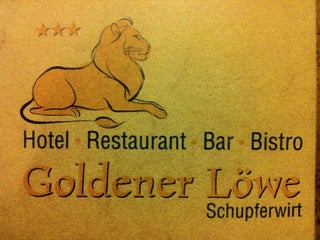 Hotel · Restaurant · Bar · Bistro
Goldener Löwe
Schupferwirt